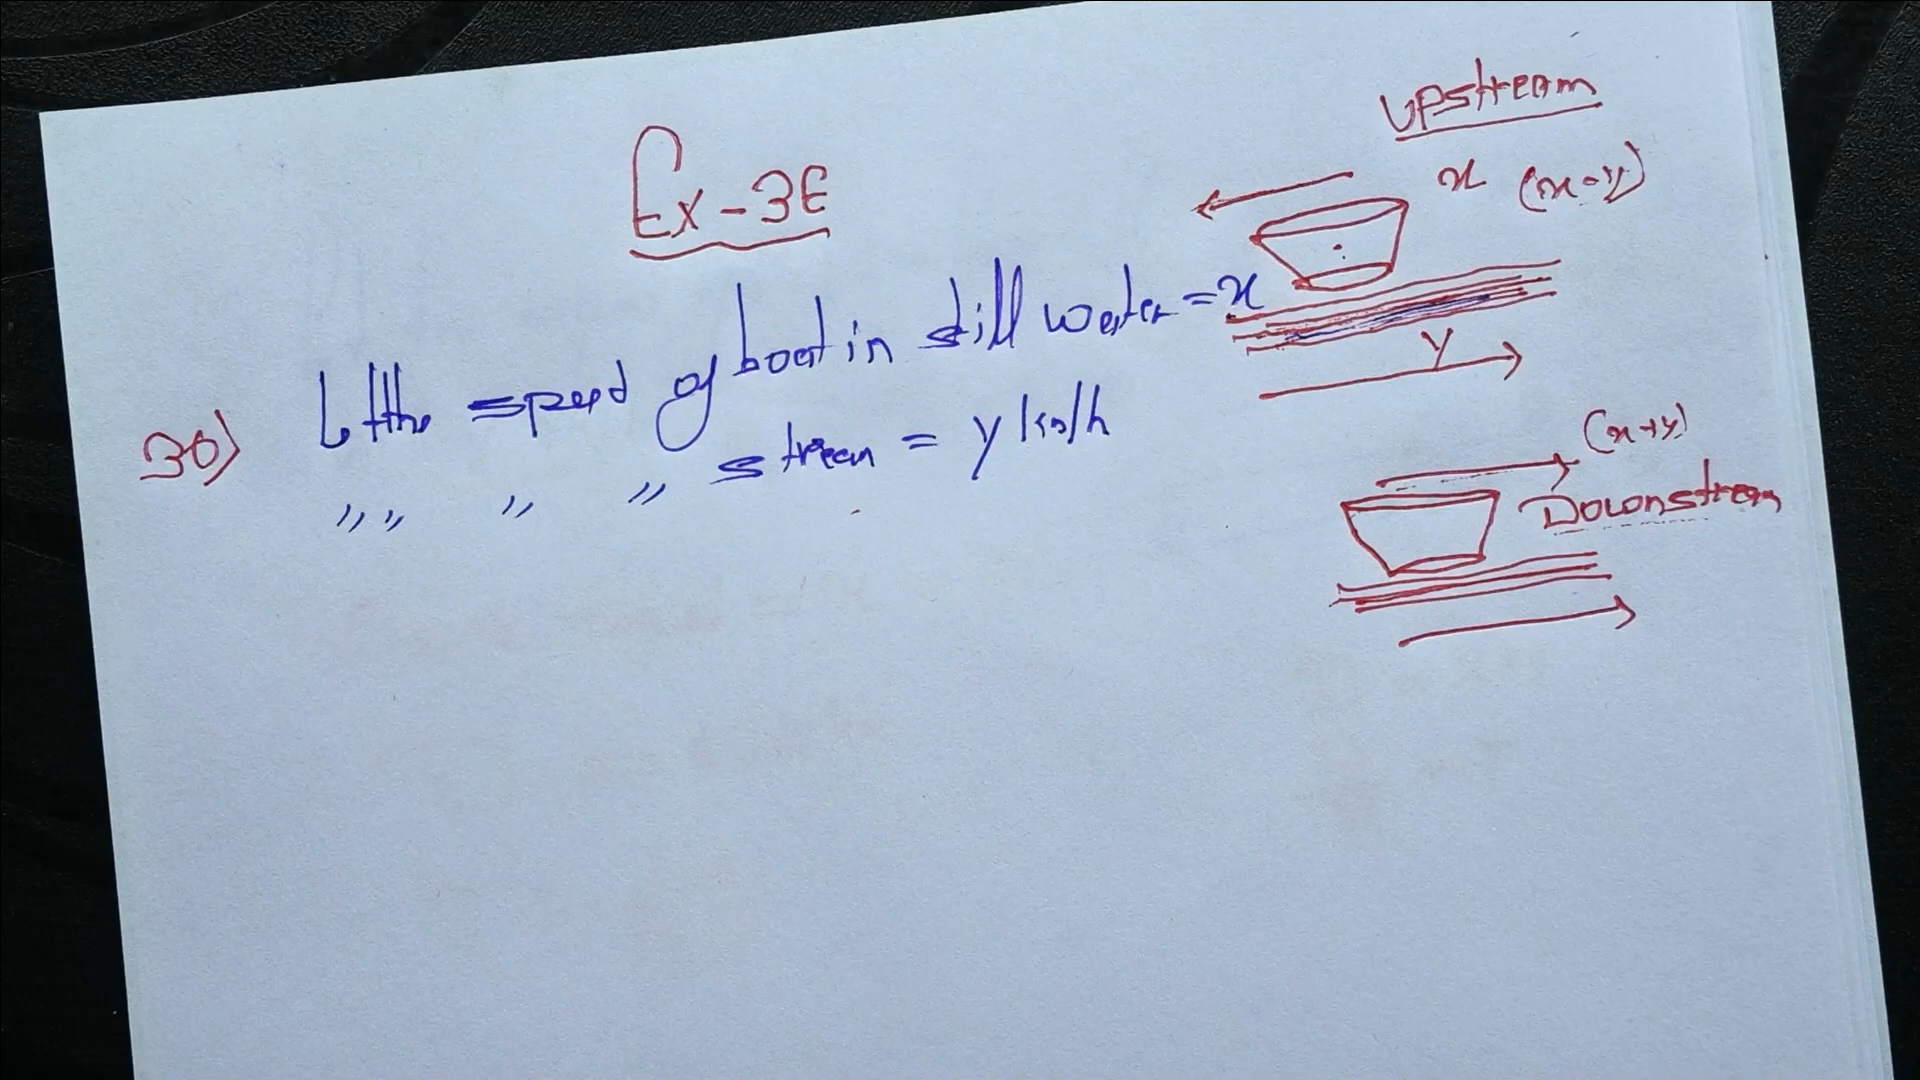 Ex-3E
30) Let the speed of boat in still water = x
,, ,, ,, ,, stream = y km/h
Upstream
x (x-y)
y
(x+y)
Downstream